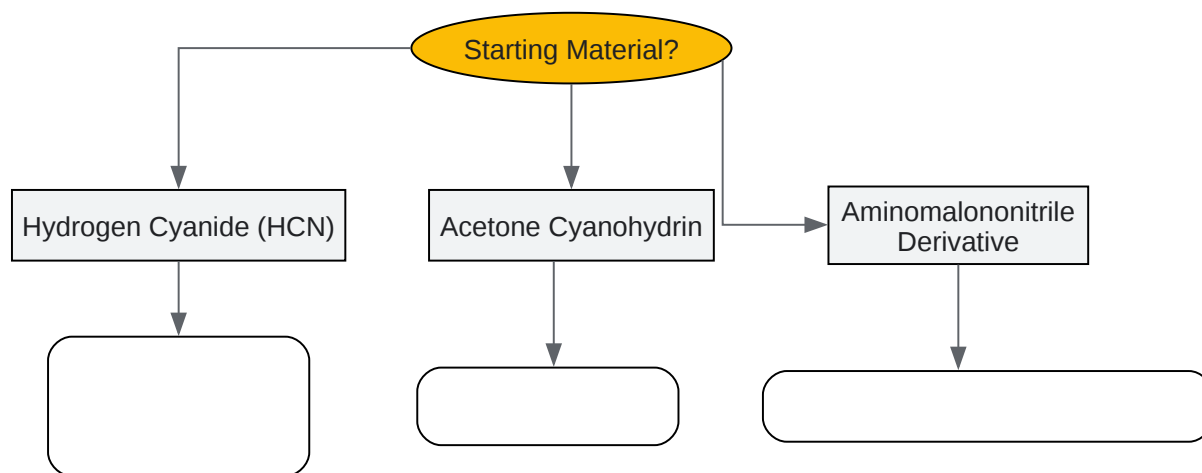 Starting Material?
Hydrogen Cyanide (HCN)
Acetone Cyanohydrin
Aminomalononitrile
Derivative